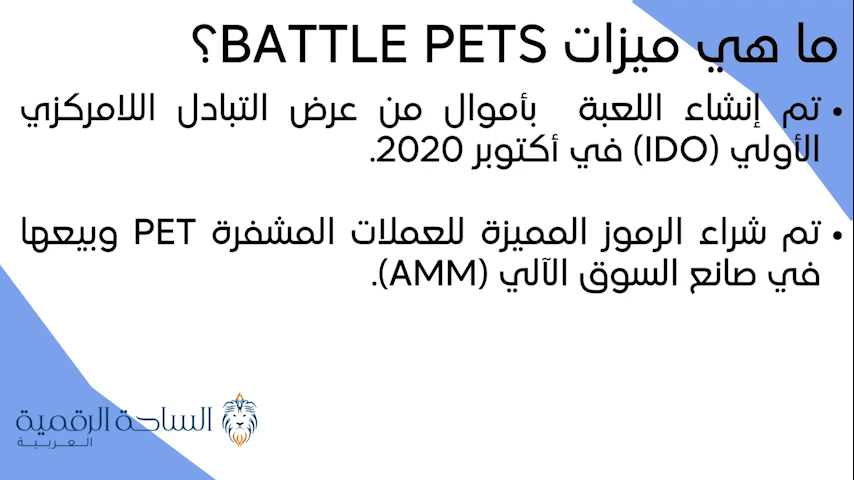 ما هي ميزات BATTLE PETS؟
• تم إنشاء اللعبة بأموال من عرض التبادل اللامركزي
الأولي (IDO) في أكتوبر 2020.
• تم شراء الرموز المميزة للعملات المشفرة PET وبيعها
في صانع السوق الآلي (AMM).
الساحة الرقمية
العربية